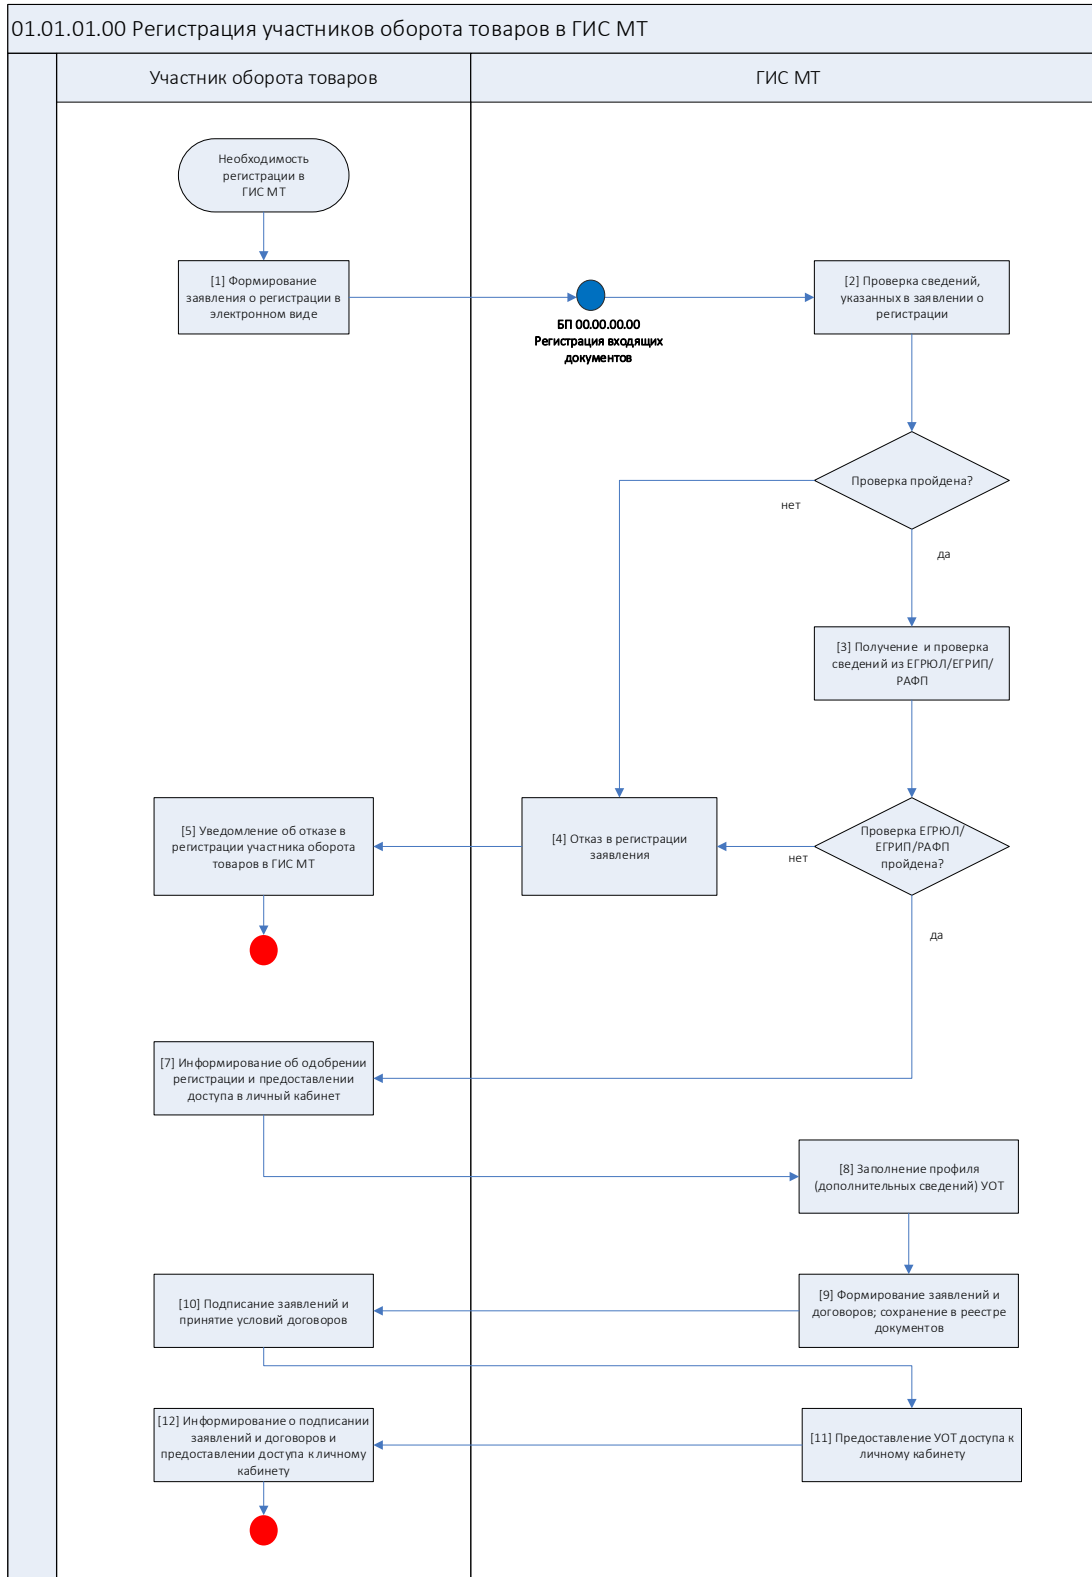 01.01.01.00 Регистрация участников оборота товаров в ГИС МТ
Участник оборота товаров
ГИС МТ
Необходимость
регистрации в
ГИС МТ
[1] Формирование
заявления о регистрации в
электронном виде
БП 00.00.00.00
Регистрация входящих
документов
[2] Проверка сведений,
указанных в заявлении о
регистрации
Проверка пройдена?
нет
да
[3] Получение и проверка
сведений из ЕГРЮЛ/ЕГРИП/
РАФП
Проверка ЕГРЮЛ/
ЕГРИП/РАФП
пройдена?
нет
да
[4] Отказ в регистрации
заявления
[5] Уведомление об отказе в
регистрации участника оборота
товаров в ГИС МТ
[7] Информирование об одобрении
регистрации и предоставлении
доступа в личный кабинет
[8] Заполнение профиля
(дополнительных сведений) УОТ
[9] Формирование заявлений и
договоров; сохранение в реестре
документов
[10] Подписание заявлений и
принятие условий договоров
[11] Предоставление УОТ доступа к
личному кабинету
[12] Информирование о подписании
заявлений и договоров и
предоставлении доступа к личному
кабинету